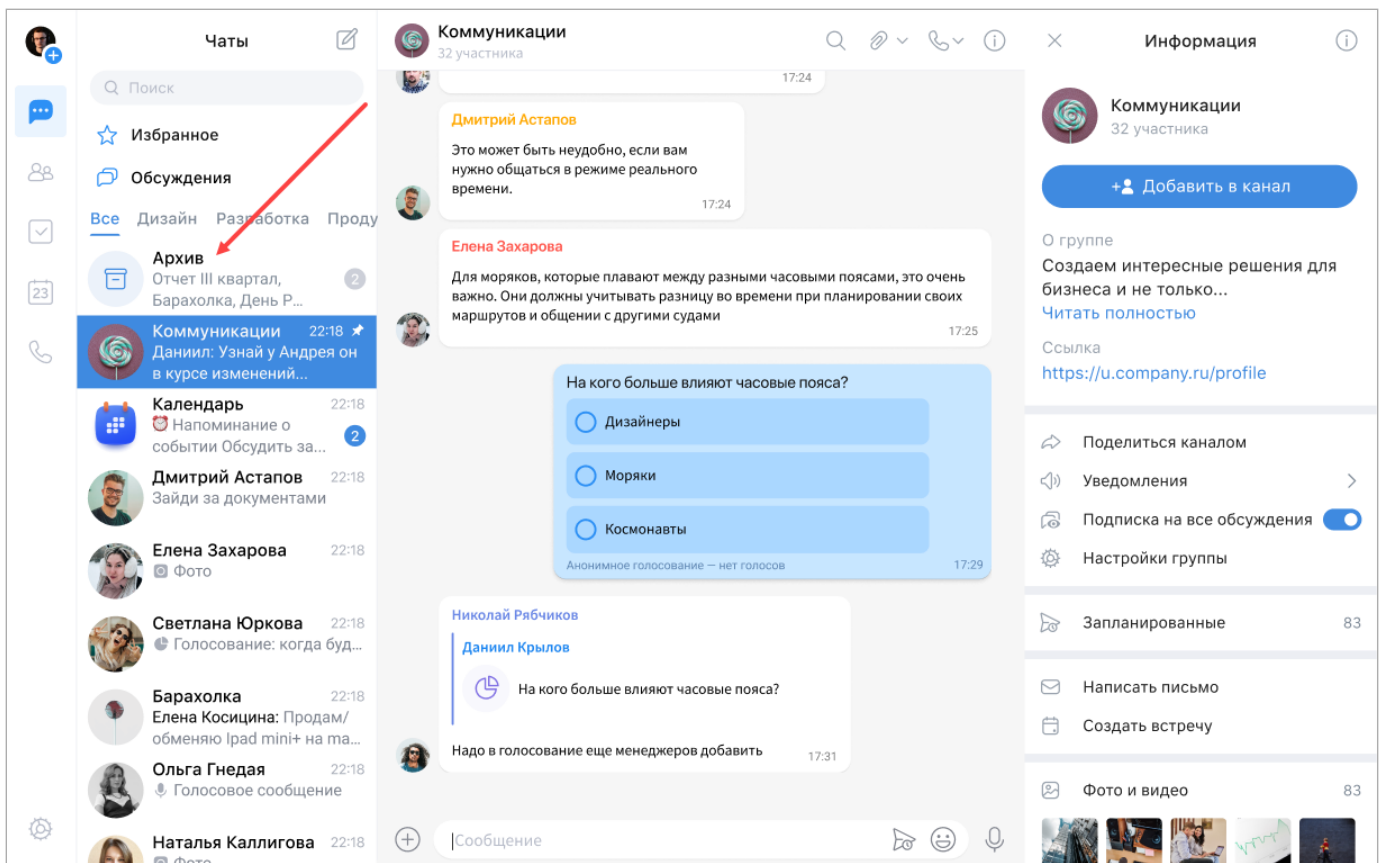 Чаты
Поиск
Избранное
Обсуждения
Все Дизайн Разработка Проду
23
Архив
Отчет III квартал,
Барахолка, День Р...
2
Коммуникации 22:18
Даниил: Узнай у Андрея он
в курсе изменений...
Календарь 22:18
Напоминание о
событии Обсудить за...
2
Дмитрий Астапов 22:18
Зайди за документами
Елена Захарова 22:18
Фото
Светлана Юркова 22:18
Голосование: когда буд...
Барахолка 22:18
Елена Косицина: Продам/
обменяю Ipad mini+ на ma...
Ольга Гнедая 22:18
Голосовое сообщение
Наталья Каллигова 22:18
Фото
Коммуникации
32 участника
17:24
Дмитрий Астапов
Это может быть неудобно, если вам
нужно общаться в режиме реального
времени.
17:24
Елена Захарова
Для моряков, которые плавают между разными часовыми поясами, это очень
важно. Они должны учитывать разницу во времени при планировании своих
маршрутов и общении с другими судами
17:25
На кого больше влияют часовые пояса?
Дизайнеры
Моряки
Космонавты
Анонимное голосование — нет голосов 17:29
Николай Рябчиков
Даниил Крылов
На кого больше влияют часовые пояса?
Надо в голосование еще менеджеров добавить 17:31
Сообщение
Информация
Коммуникации
32 участника
Добавить в канал
О группе
Создаем интересные решения для
бизнеса и не только...
Читать полностью
Ссылка
https://u.company.ru/profile
Поделиться каналом
Уведомления
Подписка на все обсуждения
Настройки группы
Запланированные 83
Написать письмо
Создать встречу
Фото и видео 83